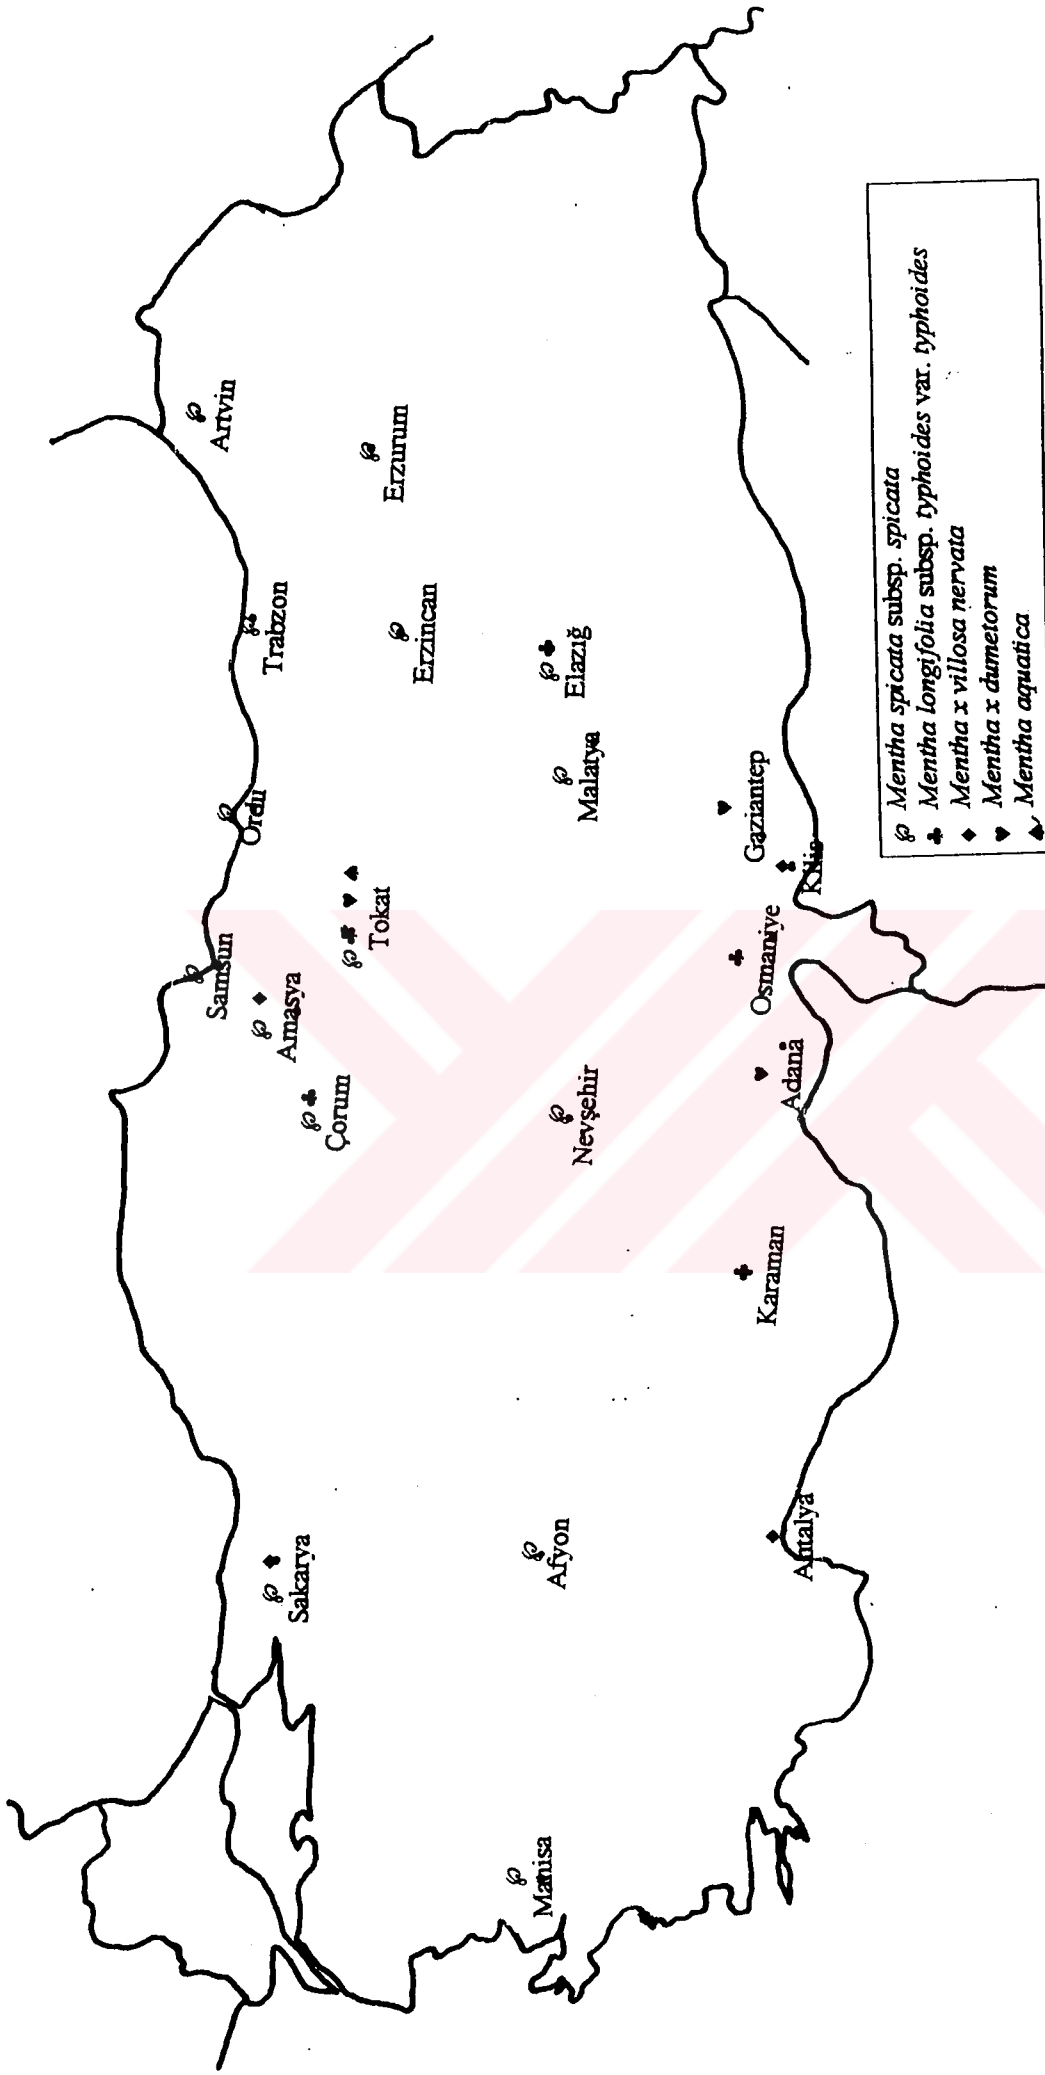 Artvin
Trabzon
Erzurum
Ordu
Erzincan
Samsun
Elazığ
Amasya
Tokat
Malatya
Çorum
Gaziantep
Kilis
Osmaniye
Nevşehir
Adana
Karaman
Sakarya
Afyon
Antalya
Manisa
Mentha spicata subsp. spicata
Mentha longifolia subsp. typhoides var. typhoides
Mentha x villosa nervata
Mentha x dumetorum
Mentha aquatica